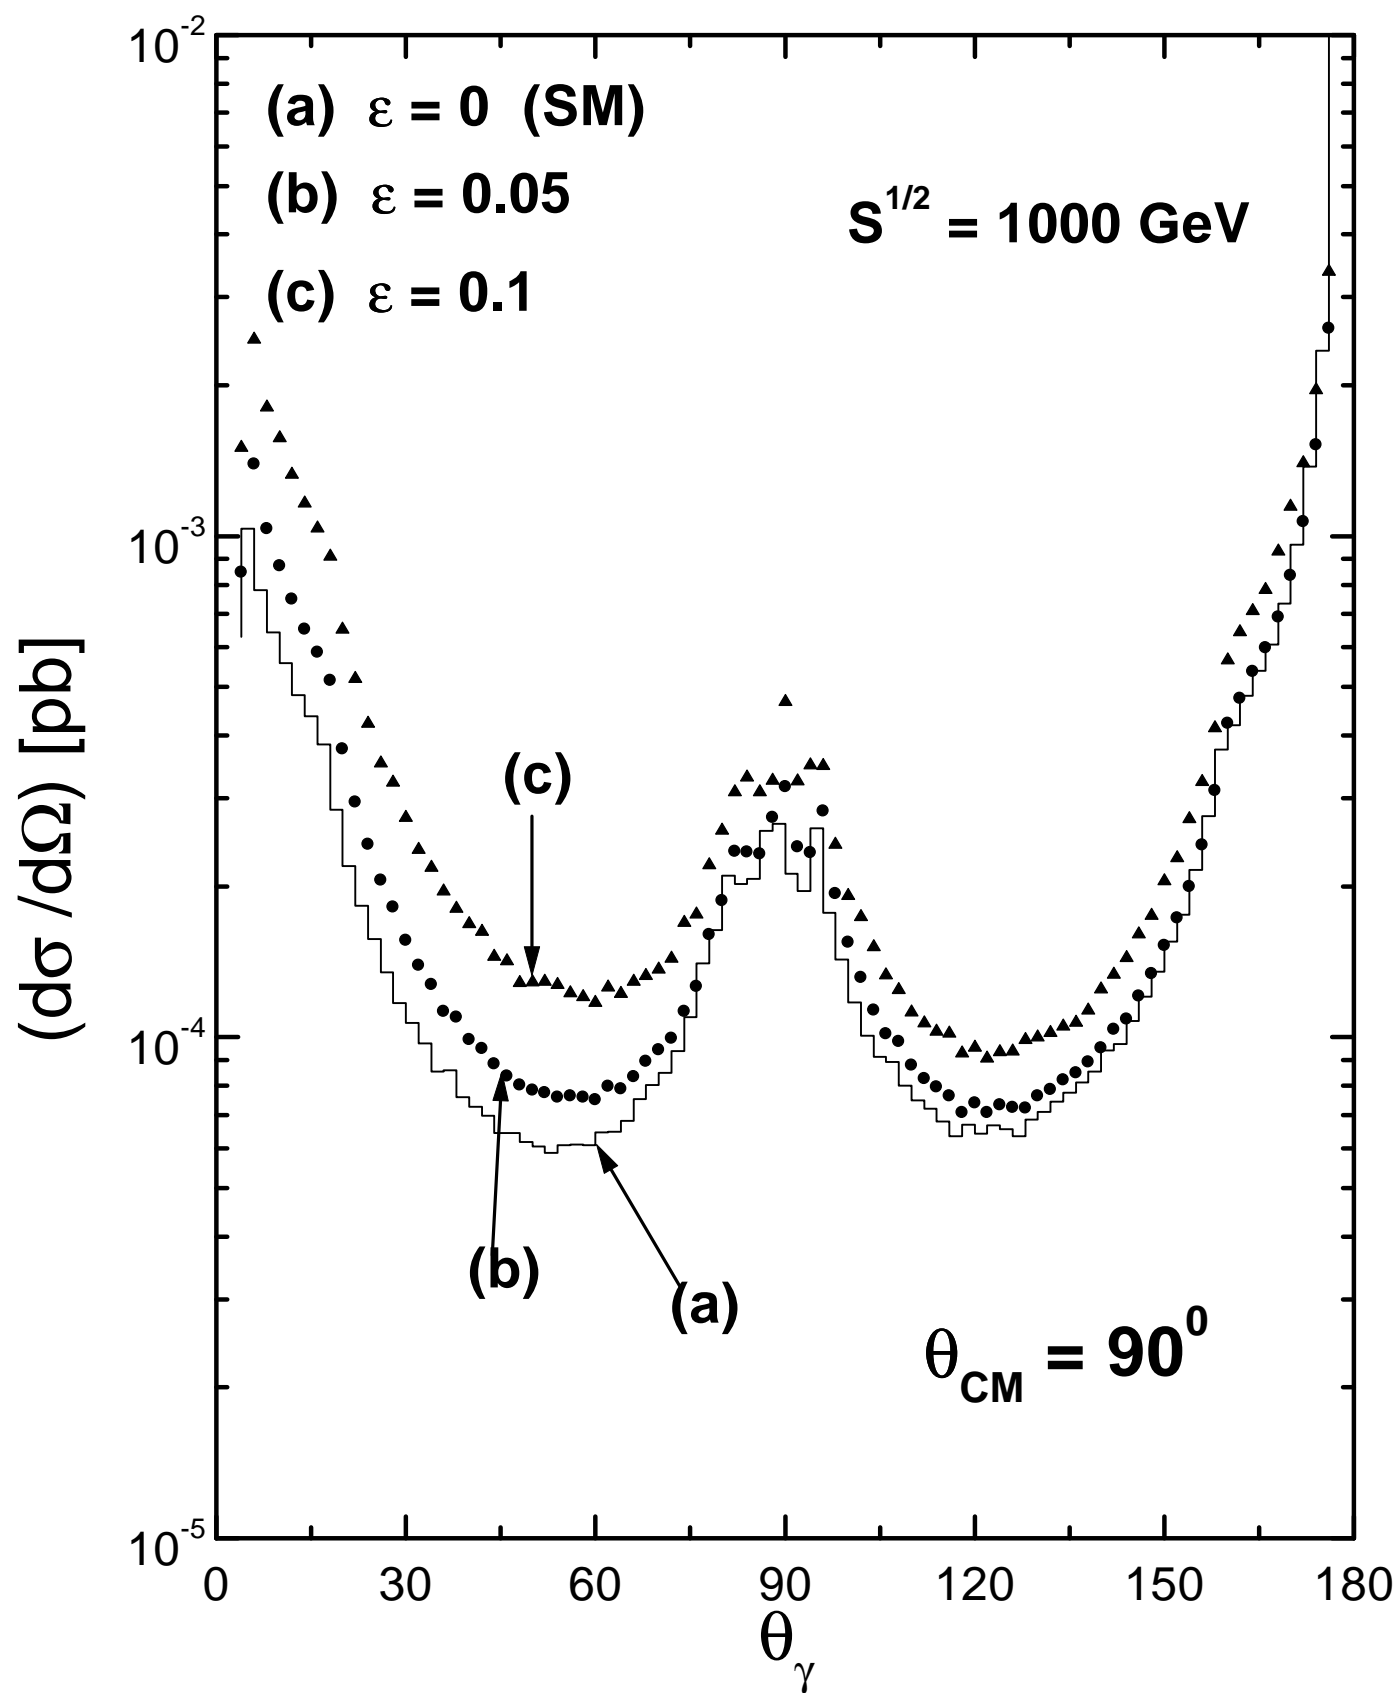 10^-2
(a) ε = 0 (SM)
(b) ε = 0.05
S^1/2 = 1000 GeV
(c) ε = 0.1
10^-3
(dσ /dΩ) [pb]
(c)
10^-4
(b)
(a)
θ_CM = 90^0
10^-5
0 30 60 90 120 150 180
θ_γ